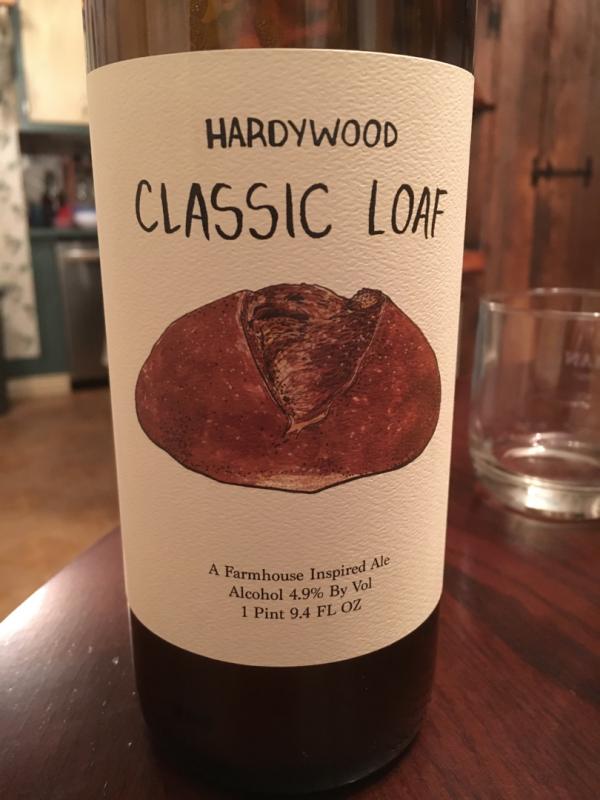 HARDYWOOD
CLASSIC LOAF
A Farmhouse Inspired Ale
Alcohol 4.9% By Vol
1 Pint 9.4 FL OZ